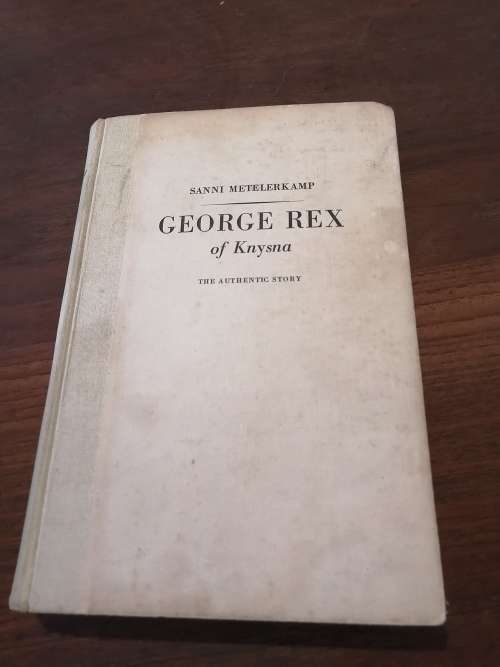 SANNI METELERKAMP
GEORGE REX
of Knysna
THE AUTHENTIC STORY